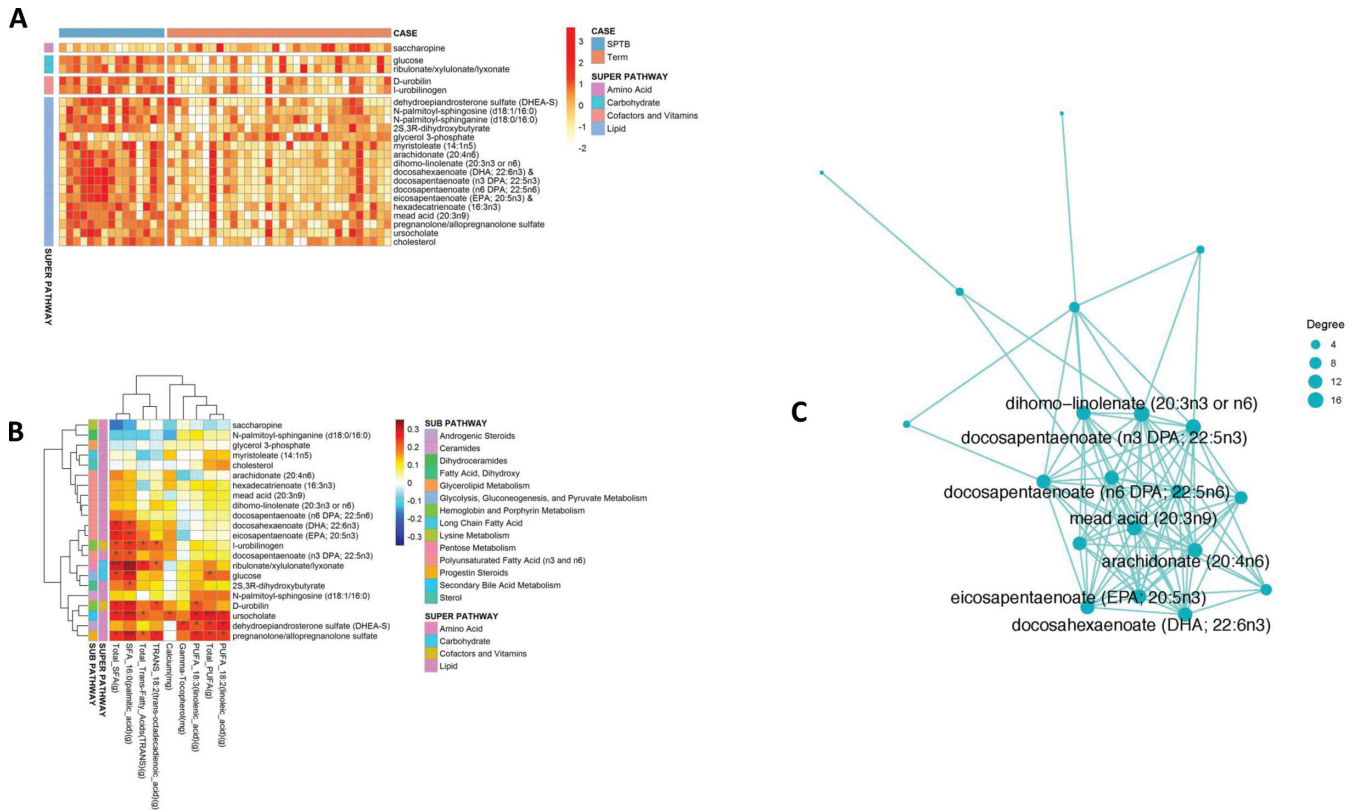 A
CASE
saccharopine
glucose
ribulonate/xylulonate/lyxonate
D-urobilin
I-urobilinogen
dehydroepiandrosterone sulfate (DHEA-S)
N-palmitoyl-sphingosine (d18:1/16:0)
N-palmitoyl-sphinganine (d18:0/16:0)
2S,3R-dihydroxybutyrate
glycerol 3-phosphate
myristoleate (14:1n5)
arachidonate (20:4n6)
dihomo-linolenate (20:3n3 or n6)
docosahexaenoate (DHA; 22:6n3) &
docosapentaenoate (n3 DPA; 22:5n3)
docosapentaenoate (n6 DPA; 22:5n6)
eicosapentaenoate (EPA; 20:5n3) &
hexadecatrienoate (16:3n3)
mead acid (20:3n9)
pregnanolone/allopregnanolone sulfate
ursocholate
cholesterol
SUPER PATHWAY
3
2
1
0
-1
-2
CASE
SPTB
Term
SUPER PATHWAY
Amino Acid
Carbohydrate
Cofactors and Vitamins
Lipid
B
saccharopine
N-palmitoyl-sphinganine (d18:0/16:0)
glycerol 3-phosphate
myristoleate (14:1n5)
cholesterol
arachidonate (20:4n6)
hexadecatrienoate (16:3n3)
mead acid (20:3n9)
dihomo-linolenate (20:3n3 or n6)
docosapentaenoate (n6 DPA; 22:5n6)
docosahexaenoate (DHA; 22:6n3)
eicosapentaenoate (EPA; 20:5n3)
I-urobilinogen
docosapentaenoate (n3 DPA; 22:5n3)
ribulonate/xylulonate/lyxonate
glucose
2S,3R-dihydroxybutyrate
N-palmitoyl-sphingosine (d18:1/16:0)
D-urobilin
ursocholate
dehydroepiandrosterone sulfate (DHEA-S)
pregnanolone/allopregnanolone sulfate
SUB PATHWAY
SUPER PATHWAY
Total_SFA(g)
SFA_16:0(palmitic_acid)(g)
Total_Trans-Fatty_Acids(TRANS)(g)
TRANS_18:2(trans-octadecadienoic_acid)(g)
Calcium(mg)
Gamma-Tocopherol(mg)
PUFA_18:3(linolenic_acid)(g)
Total_PUFA(g)
PUFA_18:2(linoleic_acid)(g)
0.3
0.2
0.1
0
-0.1
-0.2
-0.3
SUB PATHWAY
Androgenic Steroids
Ceramides
Dihydroceramides
Fatty Acid, Dihydroxy
Glycerolipid Metabolism
Glycolysis, Gluconeogenesis, and Pyruvate Metabolism
Hemoglobin and Porphyrin Metabolism
Long Chain Fatty Acid
Lysine Metabolism
Pentose Metabolism
Polyunsaturated Fatty Acid (n3 and n6)
Progestin Steroids
Secondary Bile Acid Metabolism
Sterol
SUPER PATHWAY
Amino Acid
Carbohydrate
Cofactors and Vitamins
Lipid
C
dihomo-linolenate (20:3n3 or n6)
docosapentaenoate (n3 DPA; 22:5n3)
docosapentaenoate (n6 DPA; 22:5n6)
mead acid (20:3n9)
arachidonate (20:4n6)
eicosapentaenoate (EPA; 20:5n3)
docosahexaenoate (DHA; 22:6n3)
Degree
4
8
12
16